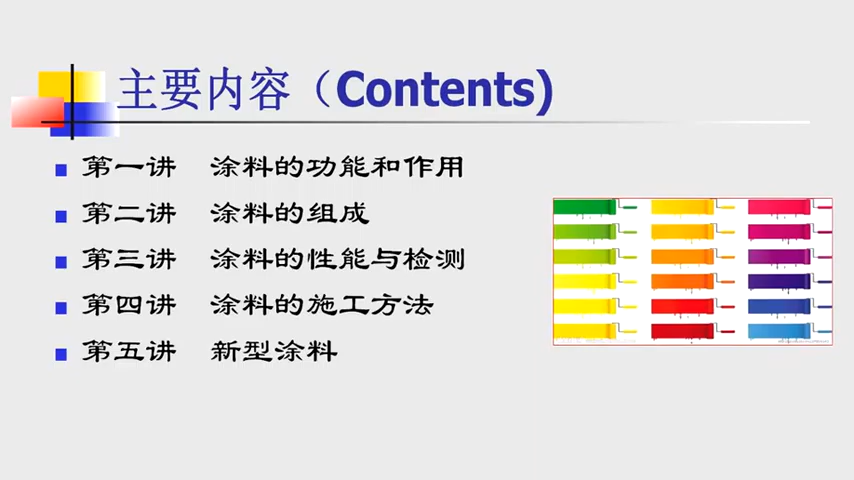 主要内容（Contents)
第一讲 涂料的功能和作用
第二讲 涂料的组成
第三讲 涂料的性能与检测
第四讲 涂料的施工方法
第五讲 新型涂料